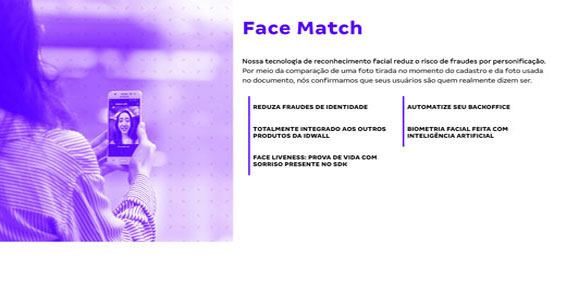 Face Match
Nossa tecnologia de reconhecimento facial reduz o risco de fraudes por personificação.
Por meio da comparação de uma foto tirada no momento do cadastro e da foto usada
no documento, nós confirmamos que seus usuários são quem realmente dizem ser.
REDUZA FRAUDES DE IDENTIDADE
TOTALMENTE INTEGRADO AOS OUTROS
PRODUTOS DA IDWALL
FACE LIVENESS: PROVA DE VIDA COM
SORRISO PRESENTE NO SDK
AUTOMATIZE SEU BACKOFFICE
BIOMETRIA FACIAL FEITA COM
INTELIGÊNCIA ARTIFICIAL